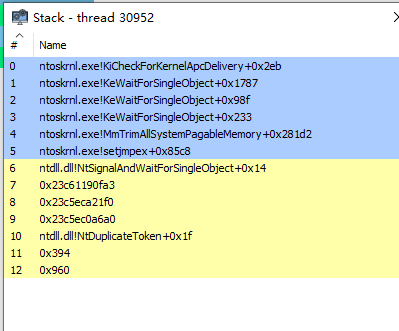 Stack - thread 30952
# Name
0 ntoskrnl.exe!KiCheckForKernelApcDelivery+0x2eb
1 ntoskrnl.exe!KeWaitForSingleObject+0x1787
2 ntoskrnl.exe!KeWaitForSingleObject+0x98f
3 ntoskrnl.exe!KeWaitForSingleObject+0x233
4 ntoskrnl.exe!MmTrimAllSystemPagableMemory+0x281d2
5 ntoskrnl.exe!setjmpex+0x85c8
6 ntdll.dll!NtSignalAndWaitForSingleObject+0x14
7 0x23c61190fa3
8 0x23c5eca21f0
9 0x23c5ec0a6a0
10 ntdll.dll!NtDuplicateToken+0x1f
11 0x394
12 0x960